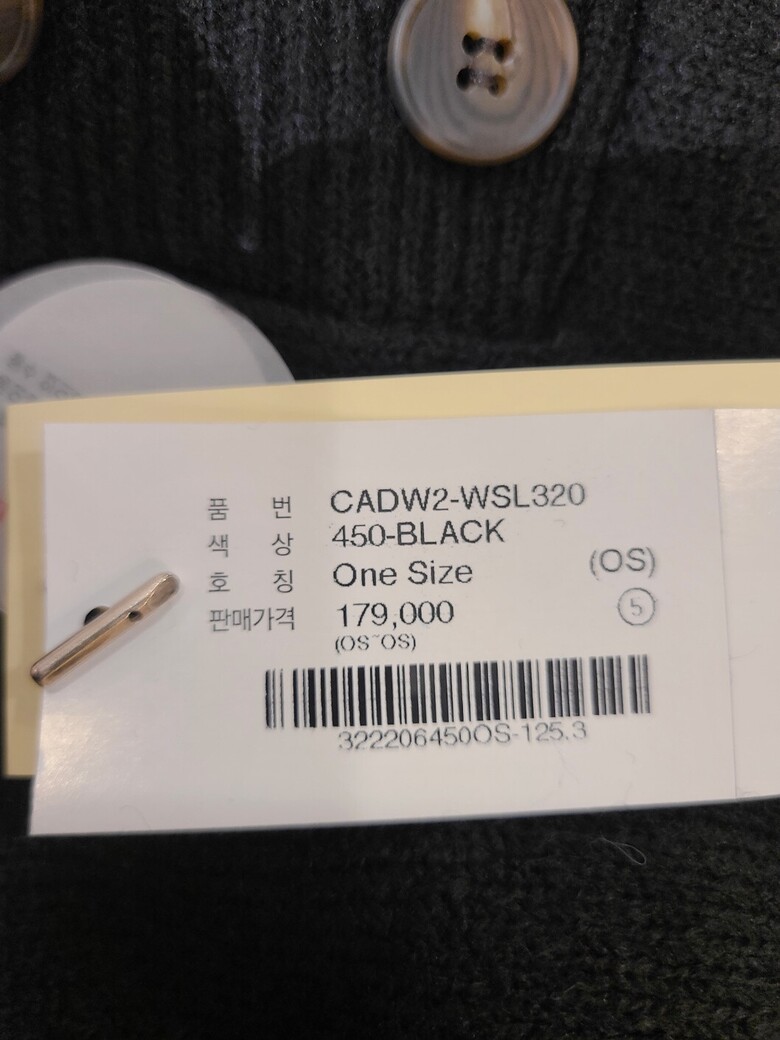 품 번 CADW2-WSL320
색 상 450-BLACK
호 칭 One Size (OS)
판매가격 179,000 ⑤
(OS~OS)
322206450OS-125.3